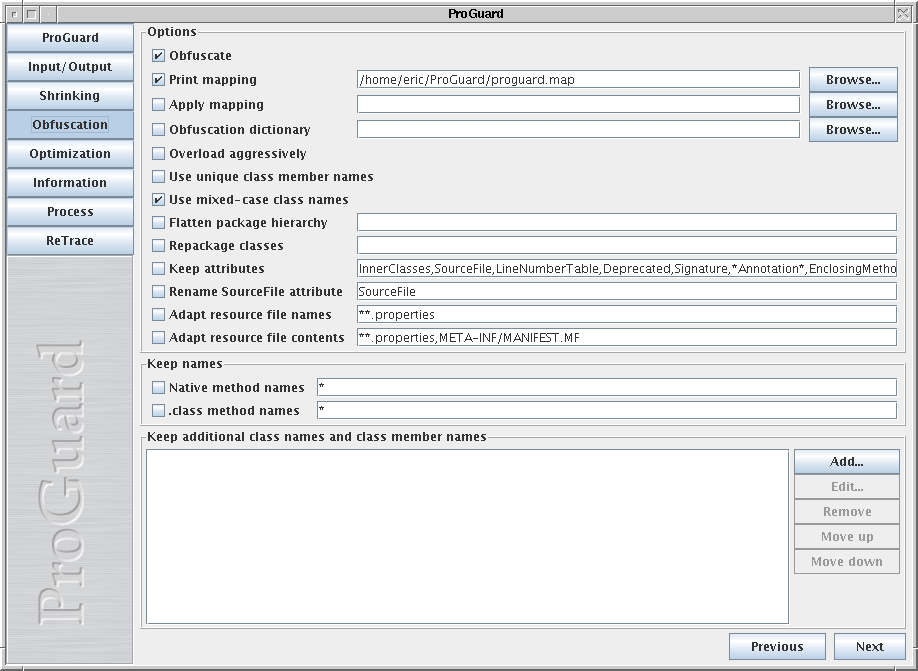 ProGuard
ProGuard
Input/Output
Shrinking
Obfuscation
Optimization
Information
Process
ReTrace
ProGuard
Options
Obfuscate
Print mapping /home/eric/ProGuard/proguard.map Browse...
Apply mapping Browse...
Obfuscation dictionary Browse...
Overload aggressively
Use unique class member names
Use mixed-case class names
Flatten package hierarchy
Repackage classes
Keep attributes InnerClasses,SourceFile,LineNumberTable,Deprecated,Signature,*Annotation*,EnclosingMetho
Rename SourceFile attribute SourceFile
Adapt resource file names **.properties
Adapt resource file contents **.properties,META-INF/MANIFEST.MF
Keep names
Native method names *
.class method names *
Keep additional class names and class member names
Add...
Edit...
Remove
Move up
Move down
Previous Next